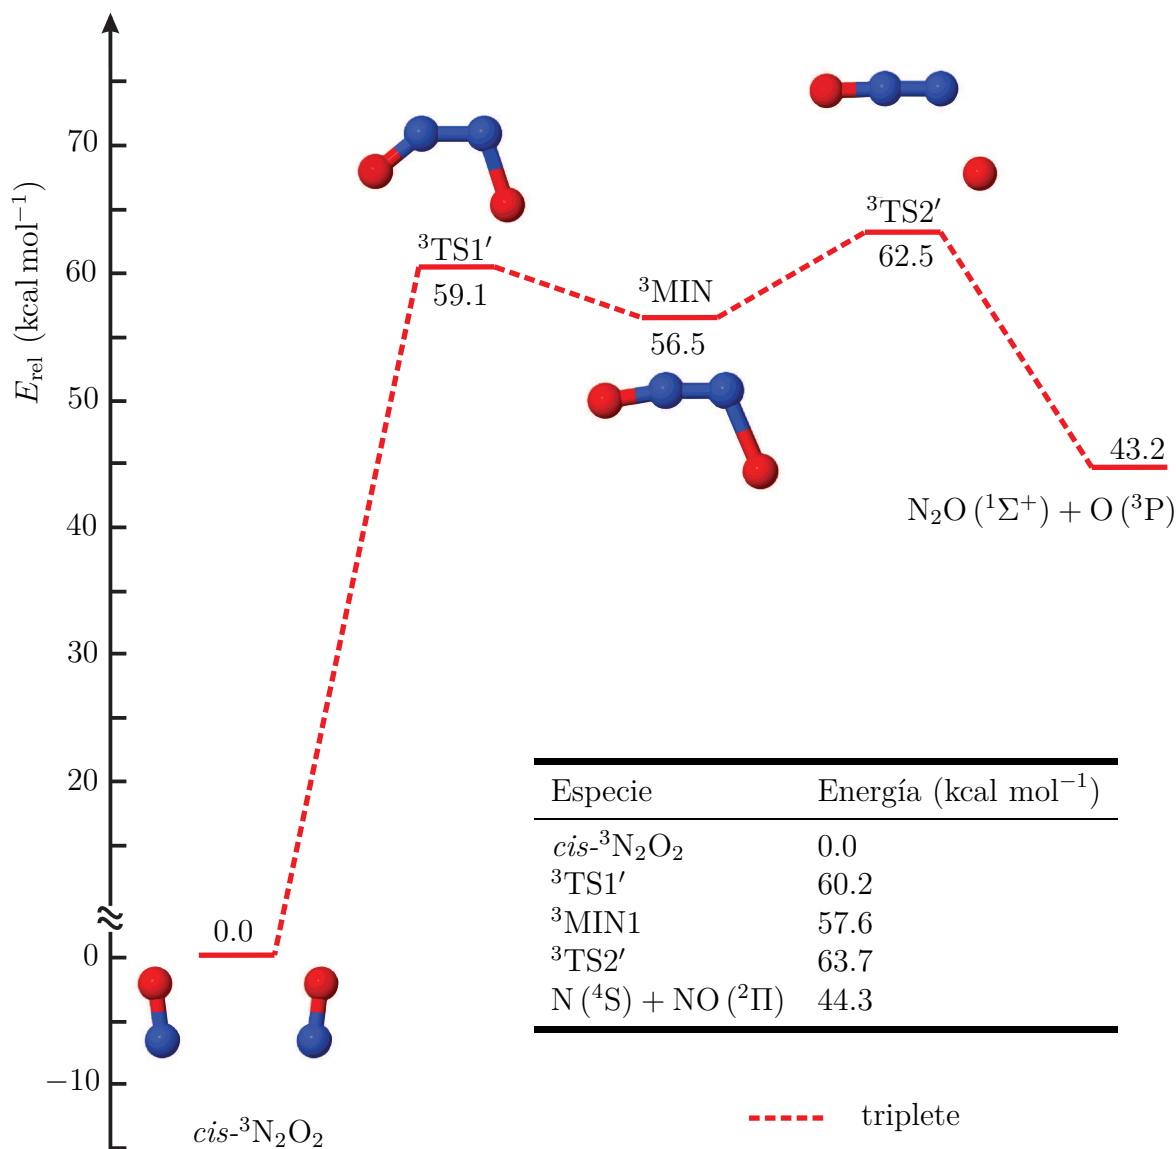 70
60
50
40
30
20
0
−10
E_rel (kcal mol⁻¹)
³TS1′
59.1
³MIN
56.5
³TS2′
62.5
43.2
N₂O (¹Σ⁺) + O (³P)
0.0
cis-³N₂O₂
Especie Energía (kcal mol⁻¹)
cis-³N₂O₂ 0.0
³TS1′ 60.2
³MIN1 57.6
³TS2′ 63.7
N (⁴S) + NO (²Π) 44.3
triplete